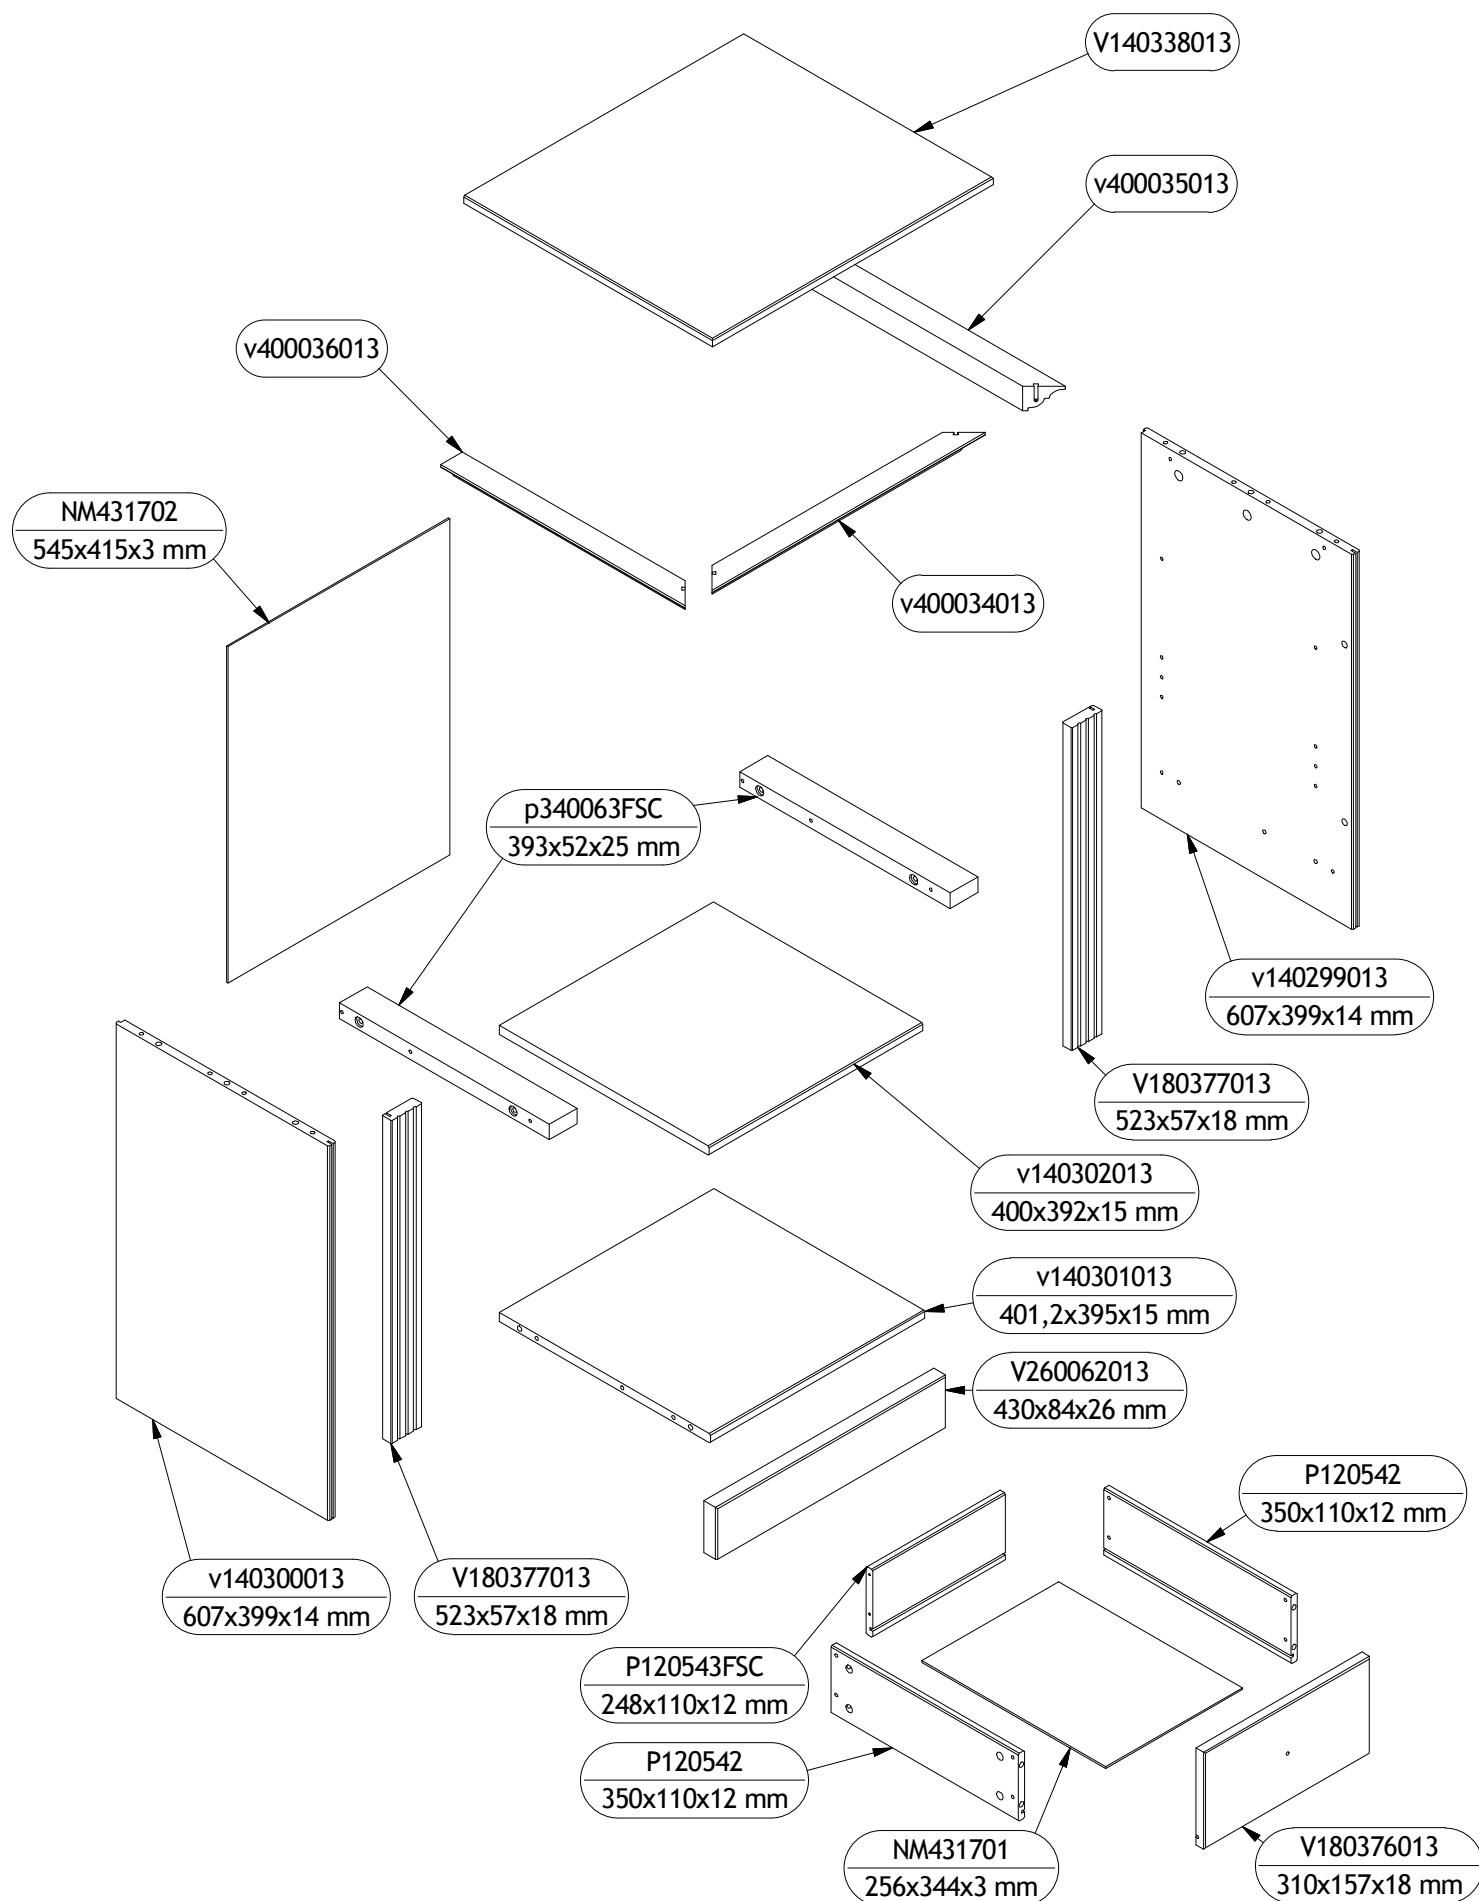 V140338013
v400035013
v400036013
NM431702
545x415x3 mm
v400034013
p340063FSC
393x52x25 mm
v140299013
607x399x14 mm
V180377013
523x57x18 mm
v140302013
400x392x15 mm
v140301013
401,2x395x15 mm
V260062013
430x84x26 mm
P120542
350x110x12 mm
v140300013
607x399x14 mm
V180377013
523x57x18 mm
P120543FSC
248x110x12 mm
P120542
350x110x12 mm
NM431701
256x344x3 mm
V180376013
310x157x18 mm